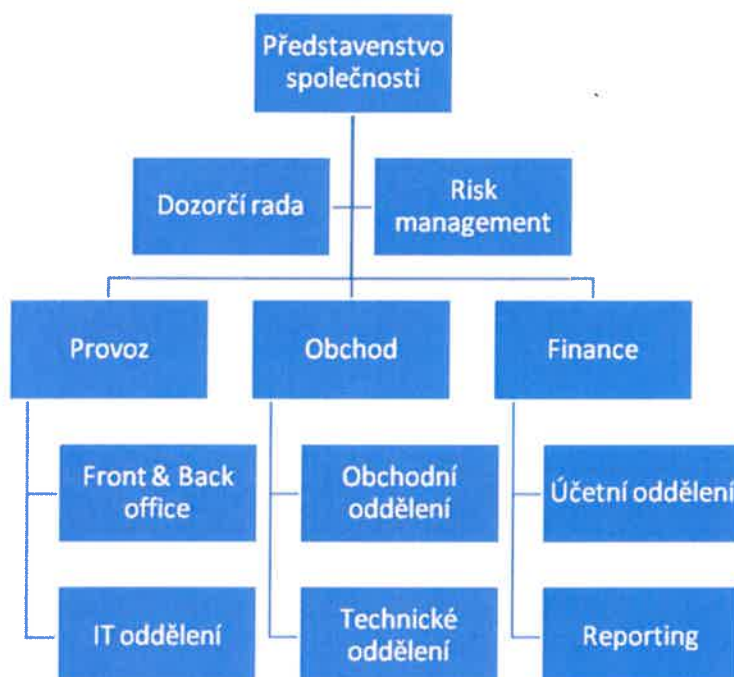 Představenstvo
společnosti
Dozorčí rada
Risk
management
Provoz
Obchod
Finance
Front & Back
office
Obchodní
oddělení
Účetní oddělení
IT oddělení
Technické
oddělení
Reporting